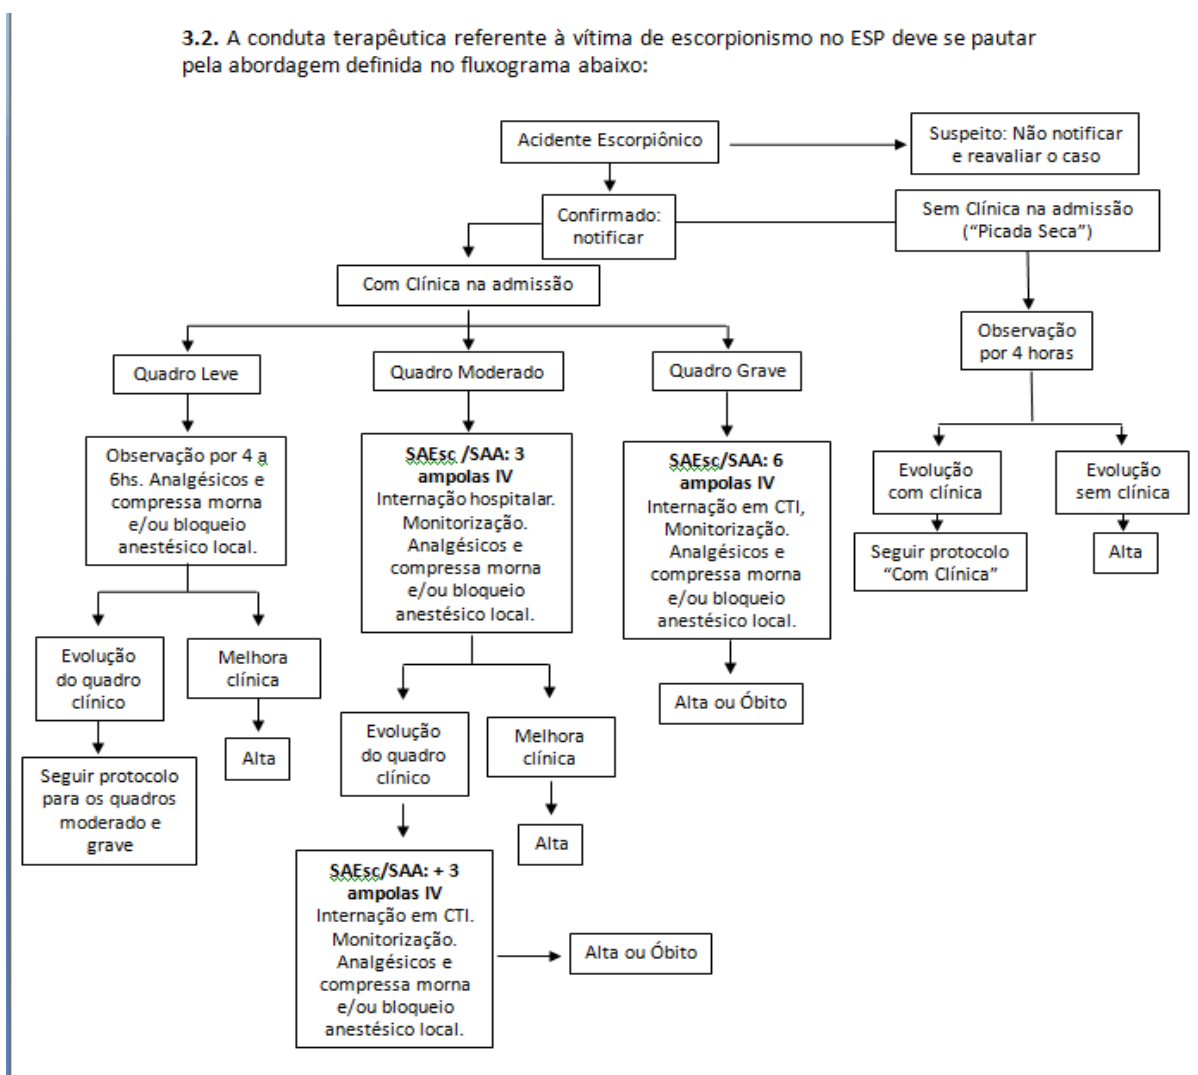 3.2. A conduta terapêutica referente à vítima de escorpionismo no ESP deve se pautar
pela abordagem definida no fluxograma abaixo:
Acidente Escorpiônico
Suspeito: Não notificar
e reavaliar o caso
Confirmado:
notificar
Sem Clínica na admissão
(“Picada Seca”)
Com Clínica na admissão
Observação
por 4 horas
Quadro Leve
Quadro Moderado
Quadro Grave
Observação por 4 a
6hs. Analgésicos e
compressa morna
e/ou bloqueio
anestésico local.
SAEsc /SAA: 3
ampolas IV
Internação hospitalar.
Monitorização.
Analgésicos e
compressa morna
e/ou bloqueio
anestésico local.
SAEsc/SAA: 6
ampolas IV
Internação em CTI,
Monitorização.
Analgésicos e
compressa morna
e/ou bloqueio
anestésico local.
Evolução
com clínica
Evolução
sem clínica
Seguir protocolo
“Com Clínica”
Alta
Evolução
do quadro
clínico
Melhora
clínica
Alta ou Óbito
Evolução
do quadro
clínico
Melhora
clínica
Alta
Seguir protocolo
para os quadros
moderado e
grave
Alta
SAEsc/SAA: + 3
ampolas IV
Internação em CTI.
Monitorização.
Analgésicos e
compressa morna
e/ou bloqueio
anestésico local.
Alta ou Óbito